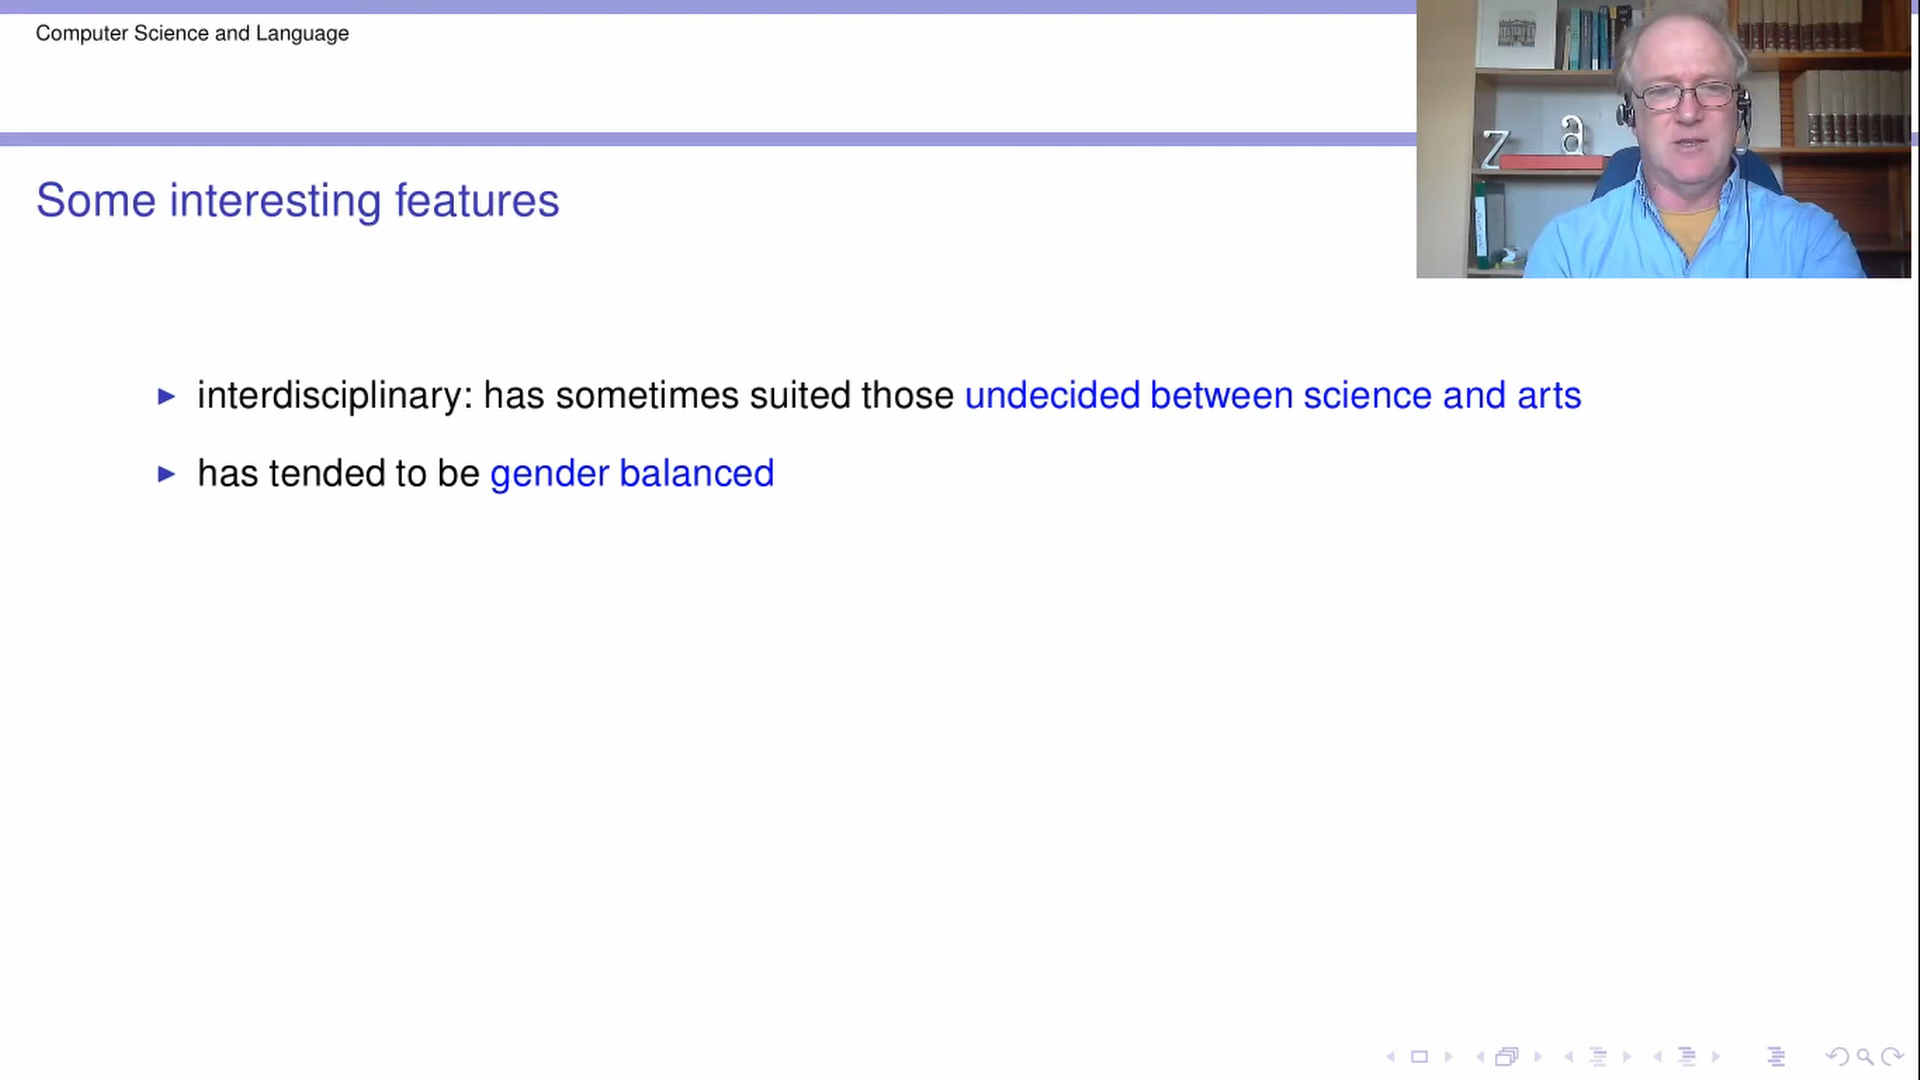 Computer Science and Language
Some interesting features
interdisciplinary: has sometimes suited those undecided between science and arts
has tended to be gender balanced
z a